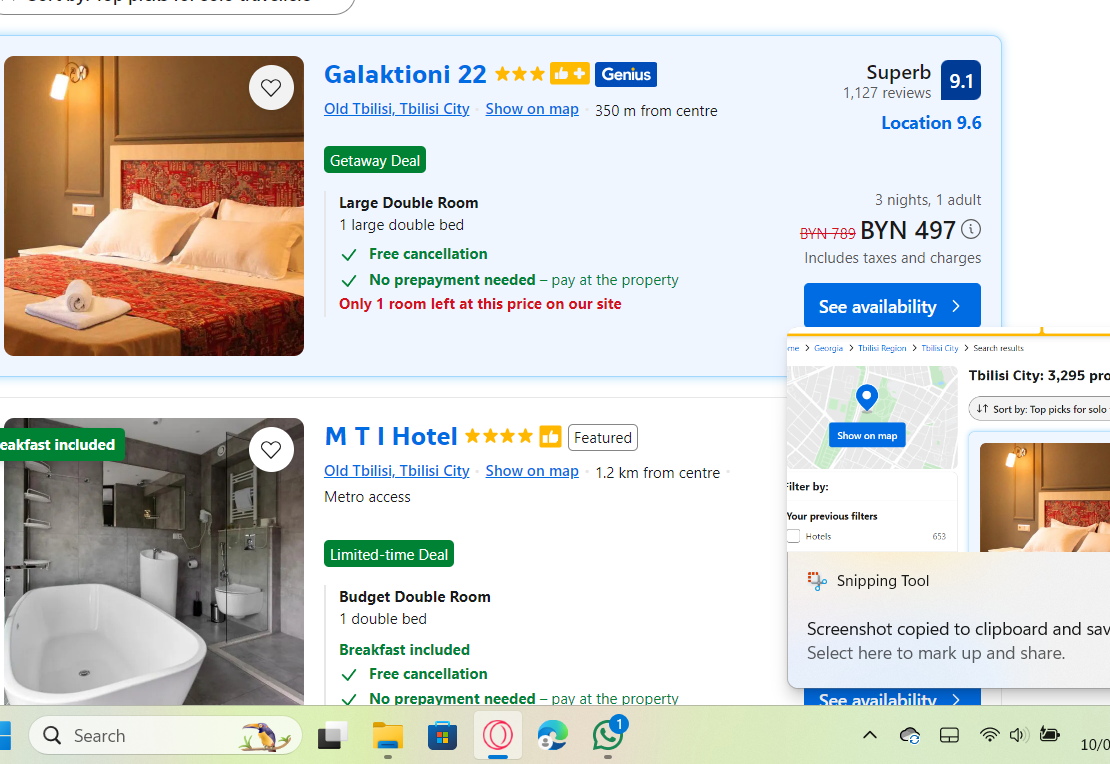 Sort by: Top picks for solo travellers
Galaktioni 22 Genius
Old Tbilisi, Tbilisi City Show on map 350 m from centre
Superb 9.1
1,127 reviews
Location 9.6
Getaway Deal
Large Double Room
1 large double bed
Free cancellation
No prepayment needed – pay at the property
Only 1 room left at this price on our site
3 nights, 1 adult
BYN 789 BYN 497
Includes taxes and charges
See availability
eakfast included
M T I Hotel Featured
Old Tbilisi, Tbilisi City Show on map 1.2 km from centre
Metro access
Limited-time Deal
Budget Double Room
1 double bed
Breakfast included
Free cancellation
No prepayment needed – pay at the property
See availability
me Georgia Tbilisi Region Tbilisi City Search results
Tbilisi City: 3,295 pro
Sort by: Top picks for solo
Show on map
Filter by:
Your previous filters
Hotels 653
Snipping Tool
Screenshot copied to clipboard and sav
Select here to mark up and share.
Search
1
10/0